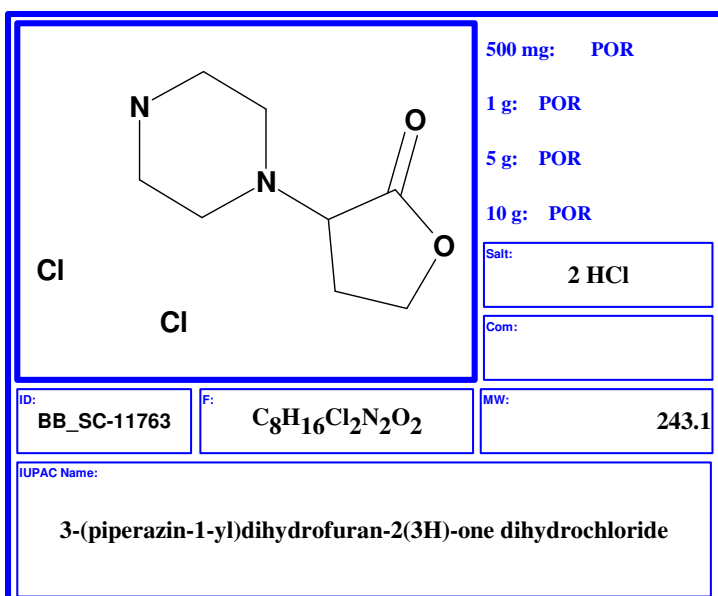 N
N
O
O
Cl
Cl
500 mg: POR
1 g: POR
5 g: POR
10 g: POR
Salt:
2 HCl
Com:
ID:
BB_SC-11763
F:
C8H16Cl2N2O2
MW:
243.1
IUPAC Name:
3-(piperazin-1-yl)dihydrofuran-2(3H)-one dihydrochloride